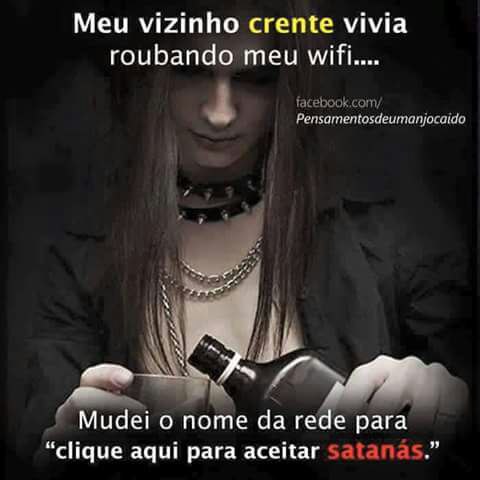 Meu vizinho crente vivia
roubando meu wifi....
facebook.com/
Pensamentosdeumanjocaido
Mudei o nome da rede para
“clique aqui para aceitar satanás.”